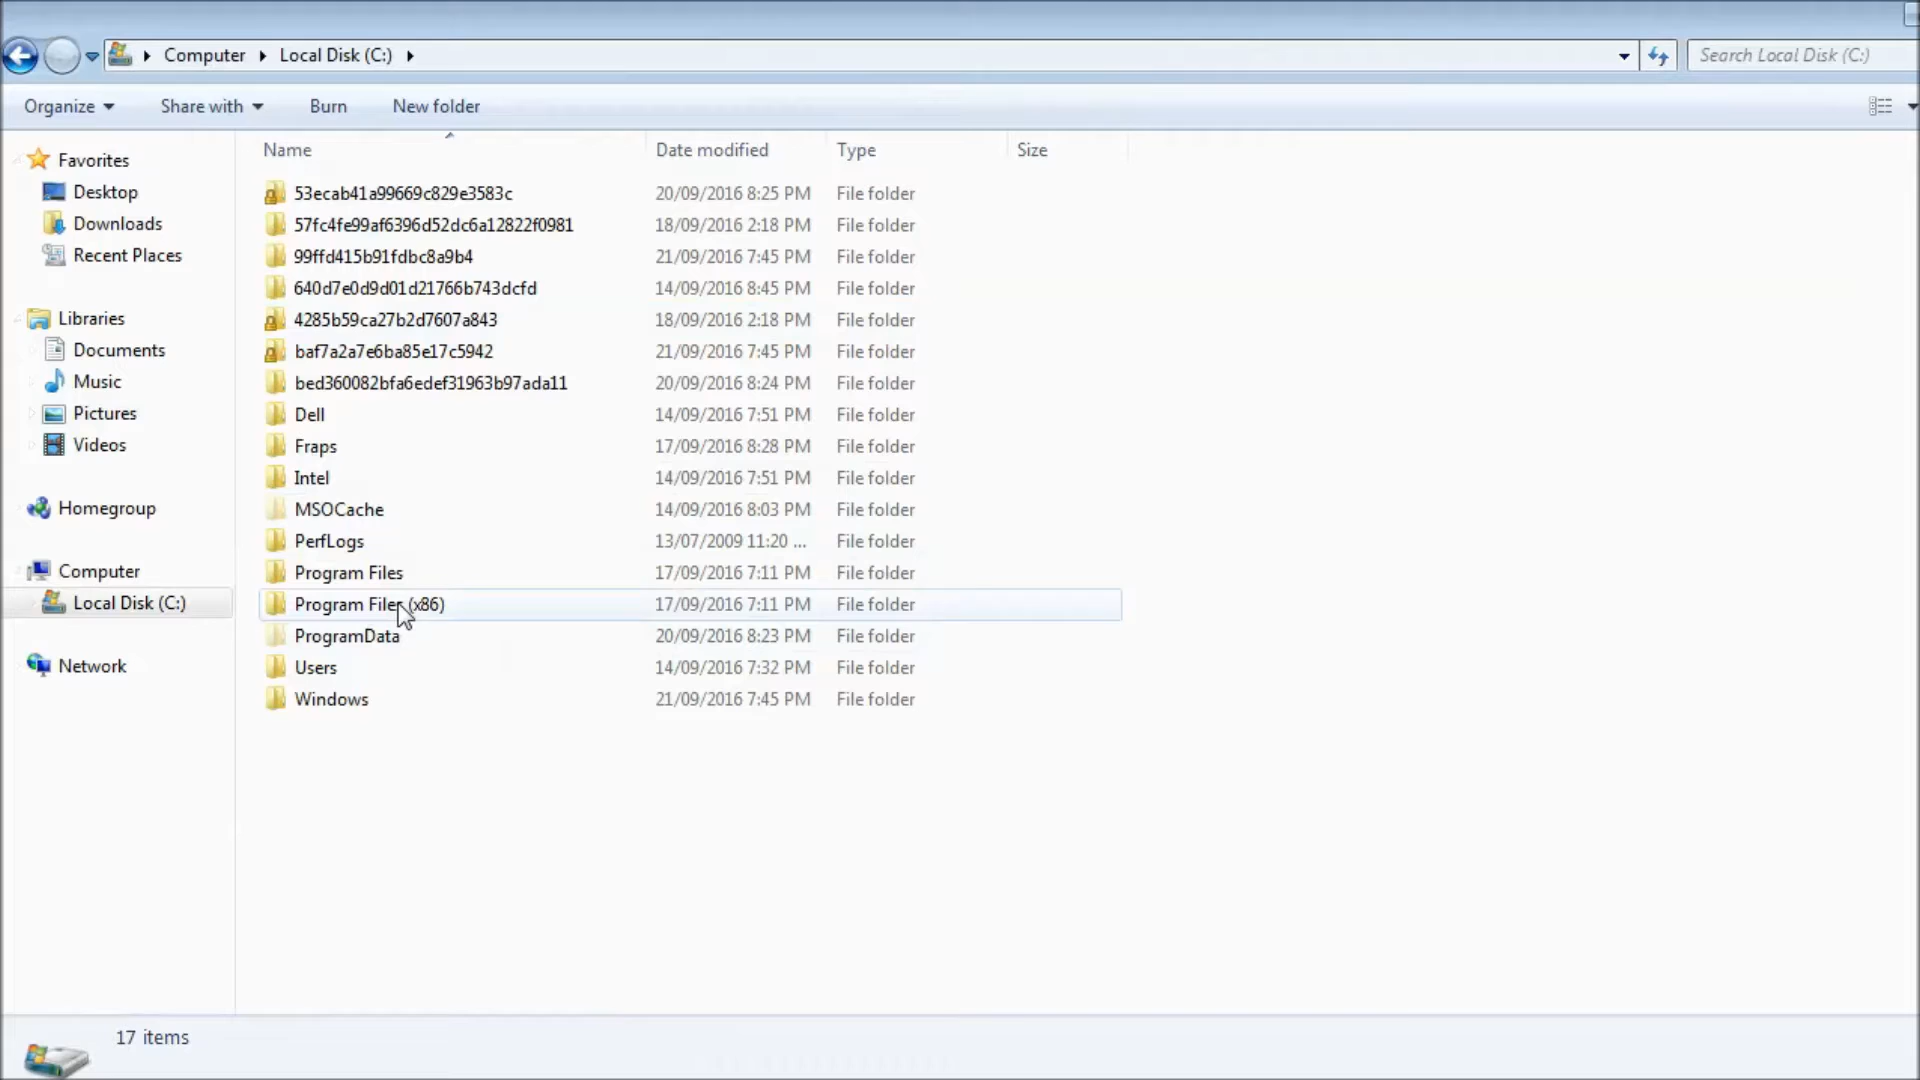 Computer Local Disk (C:) Search Local Disk (C:)
Organize Share with Burn New folder
Name Date modified Type Size
Favorites
Desktop
Downloads
Recent Places
Libraries
Documents
Music
Pictures
Videos
Homegroup
Computer
Local Disk (C:)
Network
53ecab41a99669c829e3583c 20/09/2016 8:25 PM File folder
57fc4fe99af6396d52dc6a12822f0981 18/09/2016 2:18 PM File folder
99ffd415b91fdbc8a9b4 21/09/2016 7:45 PM File folder
640d7e0d9d01d21766b743dcfd 14/09/2016 8:45 PM File folder
4285b59ca27b2d7607a843 18/09/2016 2:18 PM File folder
baf7a2a7e6ba85e17c5942 21/09/2016 7:45 PM File folder
bed360082bfa6edef31963b97ada11 20/09/2016 8:24 PM File folder
Dell 14/09/2016 7:51 PM File folder
Fraps 17/09/2016 8:28 PM File folder
Intel 14/09/2016 7:51 PM File folder
MSOCache 14/09/2016 8:03 PM File folder
PerfLogs 13/07/2009 11:20 ... File folder
Program Files 17/09/2016 7:11 PM File folder
Program Files (x86) 17/09/2016 7:11 PM File folder
ProgramData 20/09/2016 8:23 PM File folder
Users 14/09/2016 7:32 PM File folder
Windows 21/09/2016 7:45 PM File folder
17 items